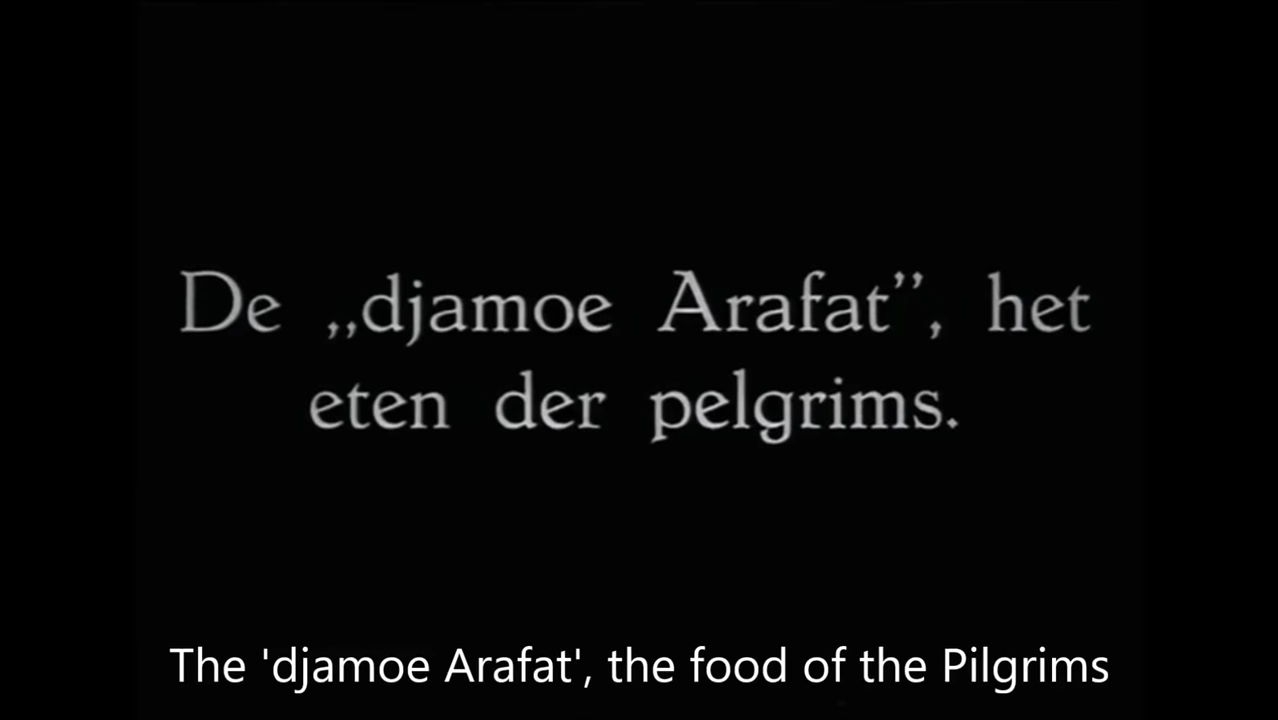 De „djamoe Arafat”, het
eten der pelgrims.
The 'djamoe Arafat', the food of the Pilgrims